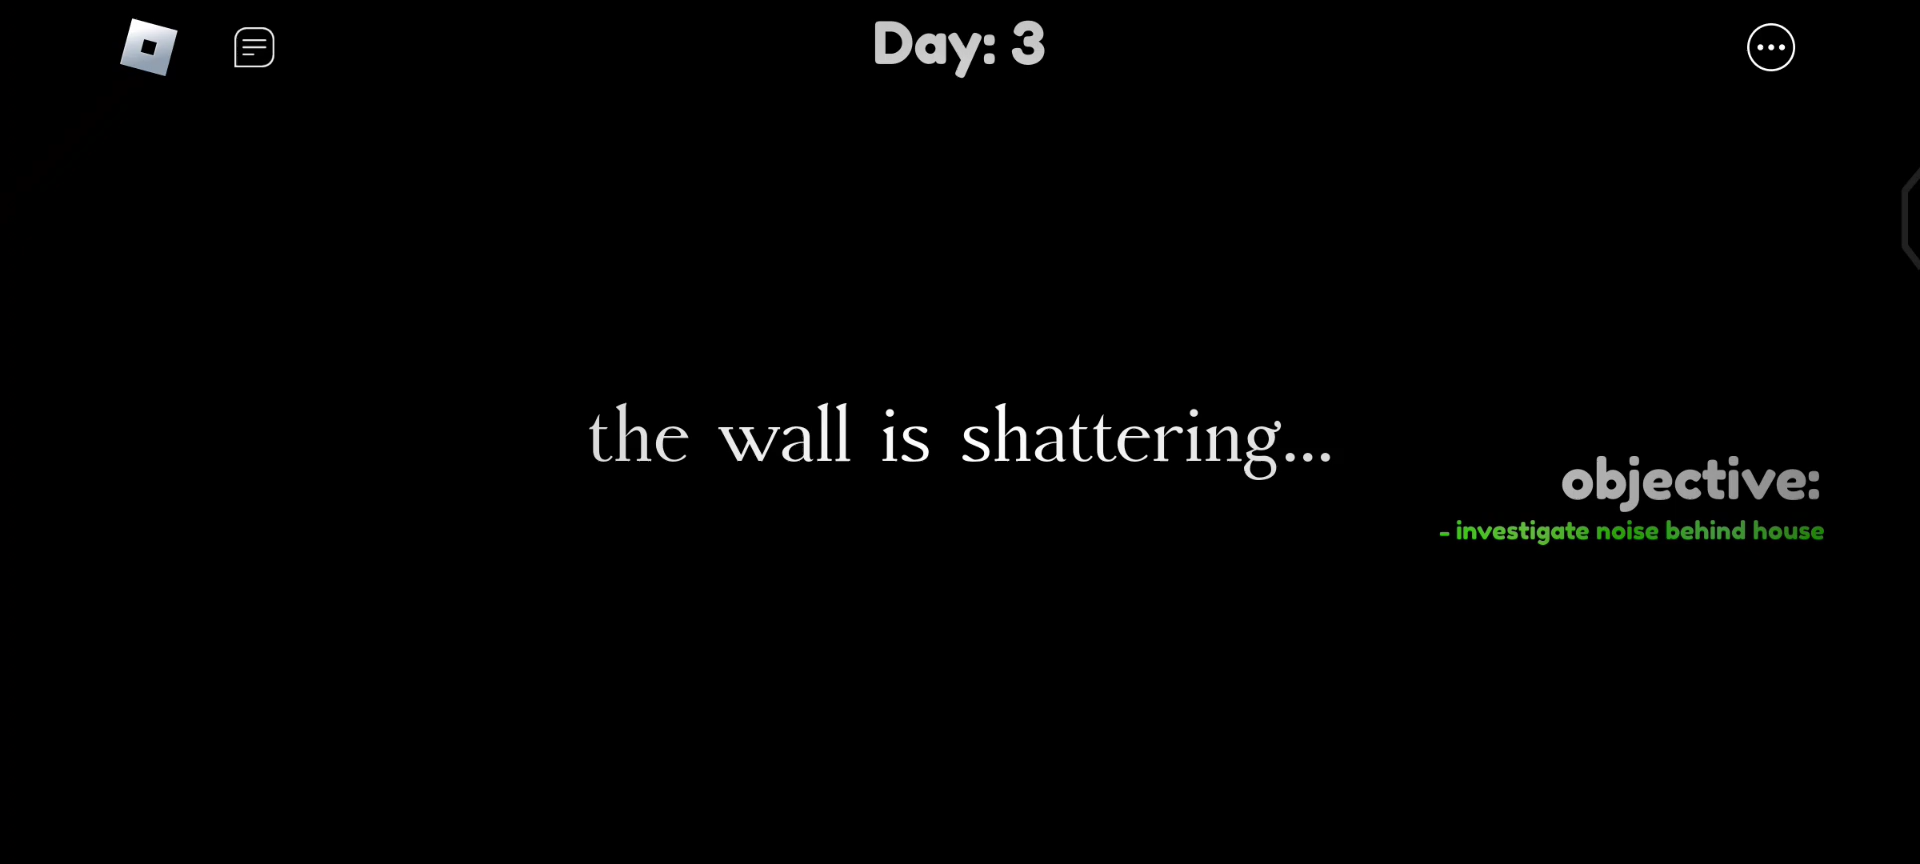 Day: 3
the wall is shattering...
objective:
- investigate noise behind house